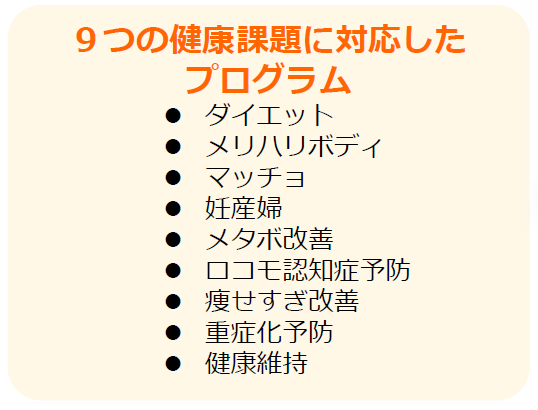 ９つの健康課題に対応した
プログラム
● ダイエット
● メリハリボディ
● マッチョ
● 妊産婦
● メタボ改善
● ロコモ認知症予防
● 痩せすぎ改善
● 重症化予防
● 健康維持